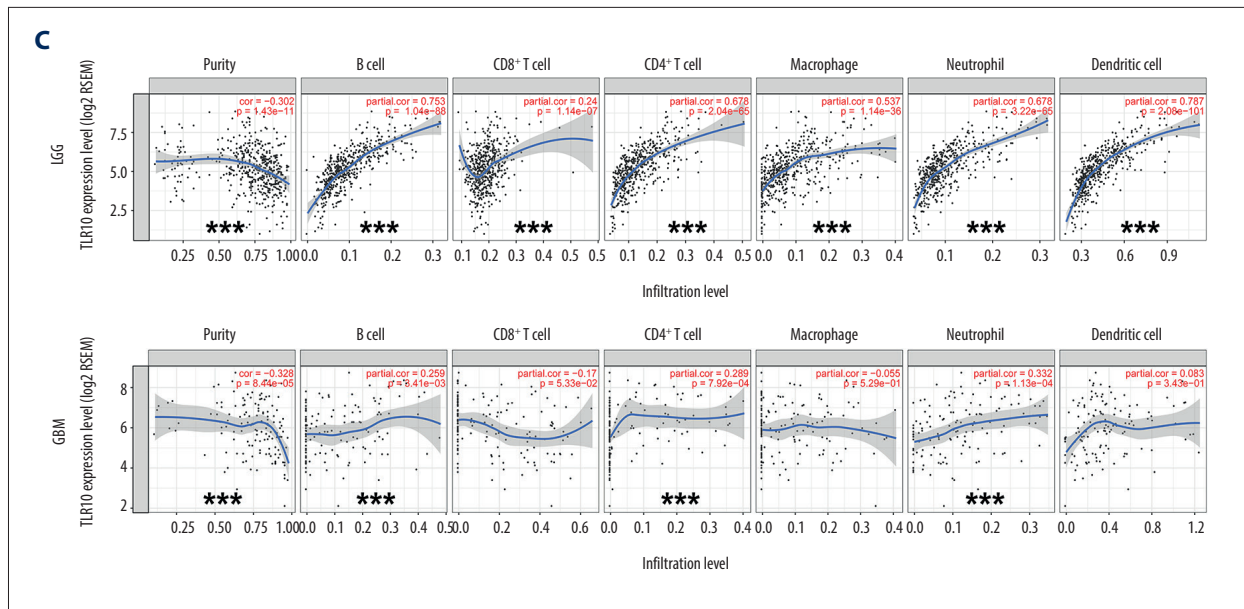 C
Purity B cell CD8+ T cell CD4+ T cell Macrophage Neutrophil Dendritic cell
LGG
TLR10 expression level (log2 RSEM)
cor = −0.302 partial.cor = 0.753 partial.cor = 0.24 partial.cor = 0.678 partial.cor = 0.537 partial.cor = 0.678 partial.cor = 0.787
p = 1.43e−11 p = 1.04e−88 p = 1.14e−07 p = 2.04e−65 p = 1.14e−36 p = 3.22e−65 p = 2.08e−101
7.5
5.0
2.5
*** *** *** *** *** *** ***
0.25 0.50 0.75 1.00 0.0 0.1 0.2 0.3 0.1 0.2 0.3 0.4 0.5 0.5 0.0 0.1 0.2 0.3 0.4 0.5 0.0 0.1 0.2 0.3 0.4 0.0 0.1 0.2 0.3 0.3 0.6 0.9
Infiltration level
Purity B cell CD8+ T cell CD4+ T cell Macrophage Neutrophil Dendritic cell
GBM
TLR10 expression level (log2 RSEM)
cor = −0.328 partial.cor = 0.259 partial.cor = −0.17 partial.cor = 0.289 partial.cor = −0.055 partial.cor = 0.332 partial.cor = 0.083
p = 8.44e−05 p = 3.41e−03 p = 5.33e−02 p = 7.92e−04 p = 5.29e−01 p = 1.13e−04 p = 3.43e−01
8
6
4
2
*** *** *** ***
0.25 0.50 0.75 1.00 0.0 0.1 0.2 0.3 0.4 0.5 0.0 0.2 0.4 0.6 0.0 0.1 0.2 0.3 0.4 0.0 0.1 0.2 0.3 0.4 0.0 0.1 0.2 0.3 0.0 0.4 0.8 1.2
Infiltration level